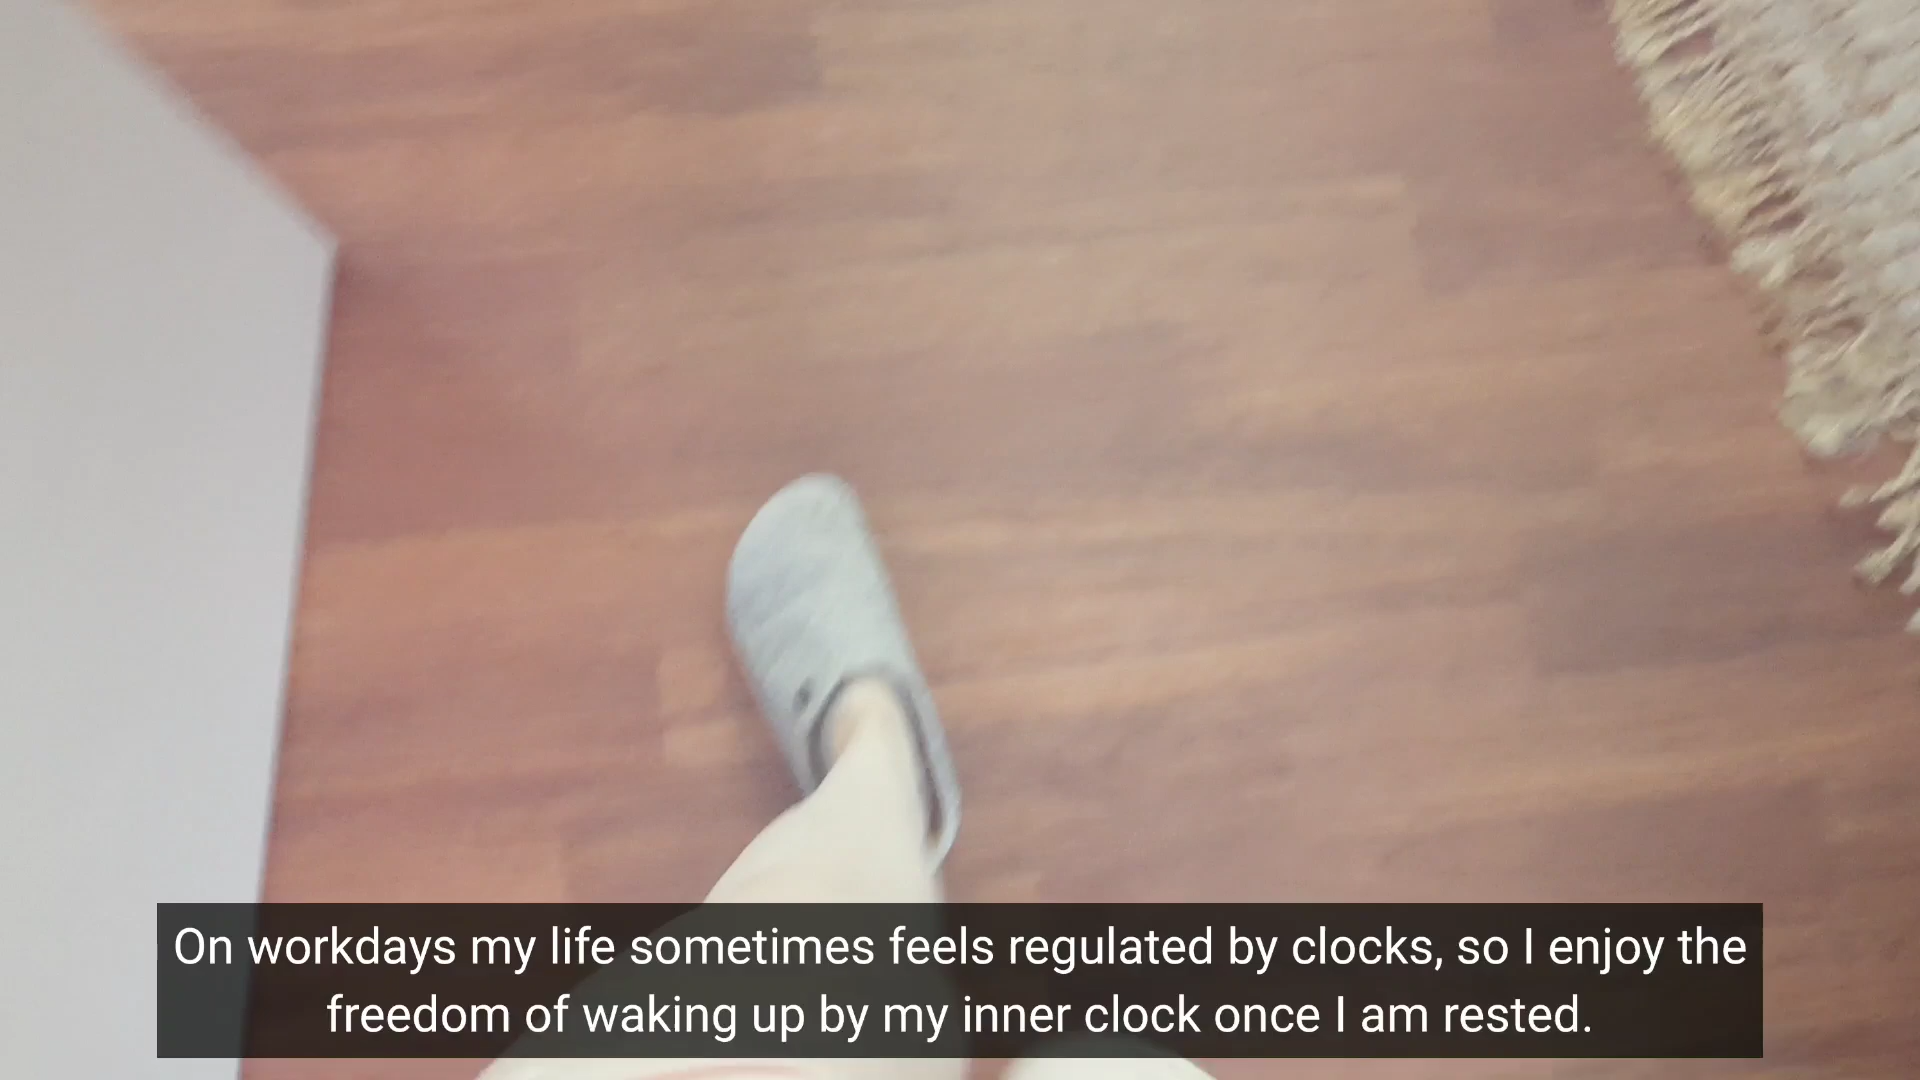 On workdays my life sometimes feels regulated by clocks, so I enjoy the
freedom of waking up by my inner clock once I am rested.